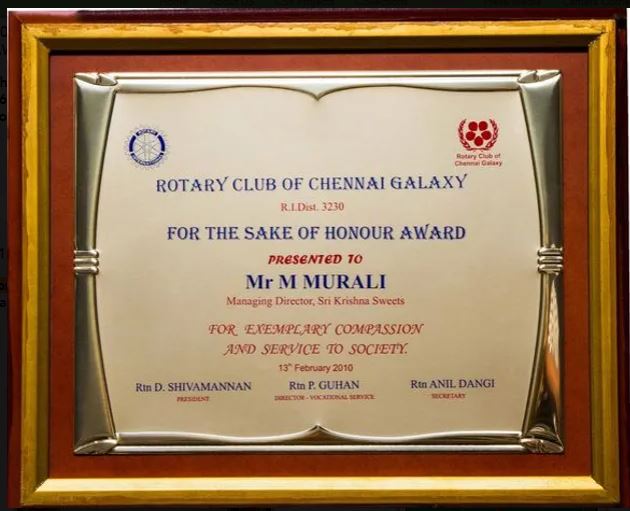 ROTARY INTERNATIONAL
Rotary Club of
Chennai Galaxy
ROTARY CLUB OF CHENNAI GALAXY
R.I.Dist. 3230
FOR THE SAKE OF HONOUR AWARD
PRESENTED TO
Mr M MURALI
Managing Director, Sri Krishna Sweets
FOR EXEMPLARY COMPASSION
AND SERVICE TO SOCIETY.
13th February 2010
Rtn D. SHIVAMANNAN Rtn P. GUHAN Rtn ANIL DANGI
PRESIDENT DIRECTOR - VOCATIONAL SERVICE SECRETARY